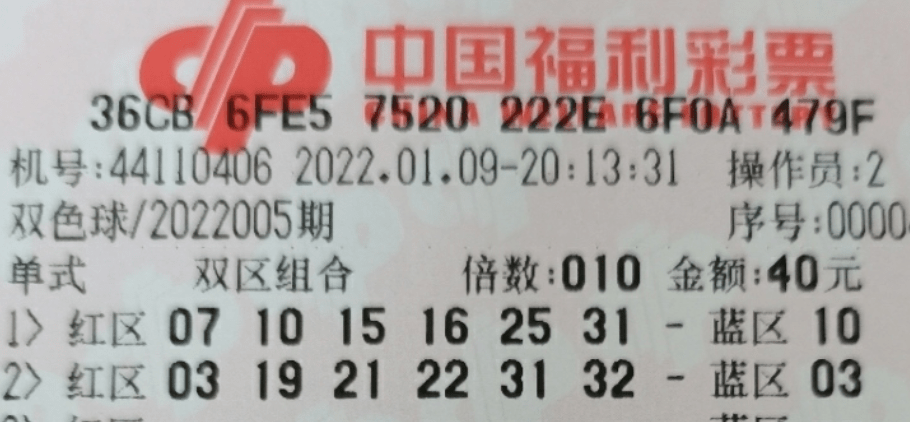 中国福利彩票
36CB 6FE5 7520 222E 6F0A 479F
机号:44110406 2022.01.09-20:13:31 操作员:2
双色球/2022005期 序号:0000
单式 双区组合 倍数:010 金额:40元
1> 红区 07 10 15 16 25 31 - 蓝区 10
2> 红区 03 19 21 22 31 32 - 蓝区 03